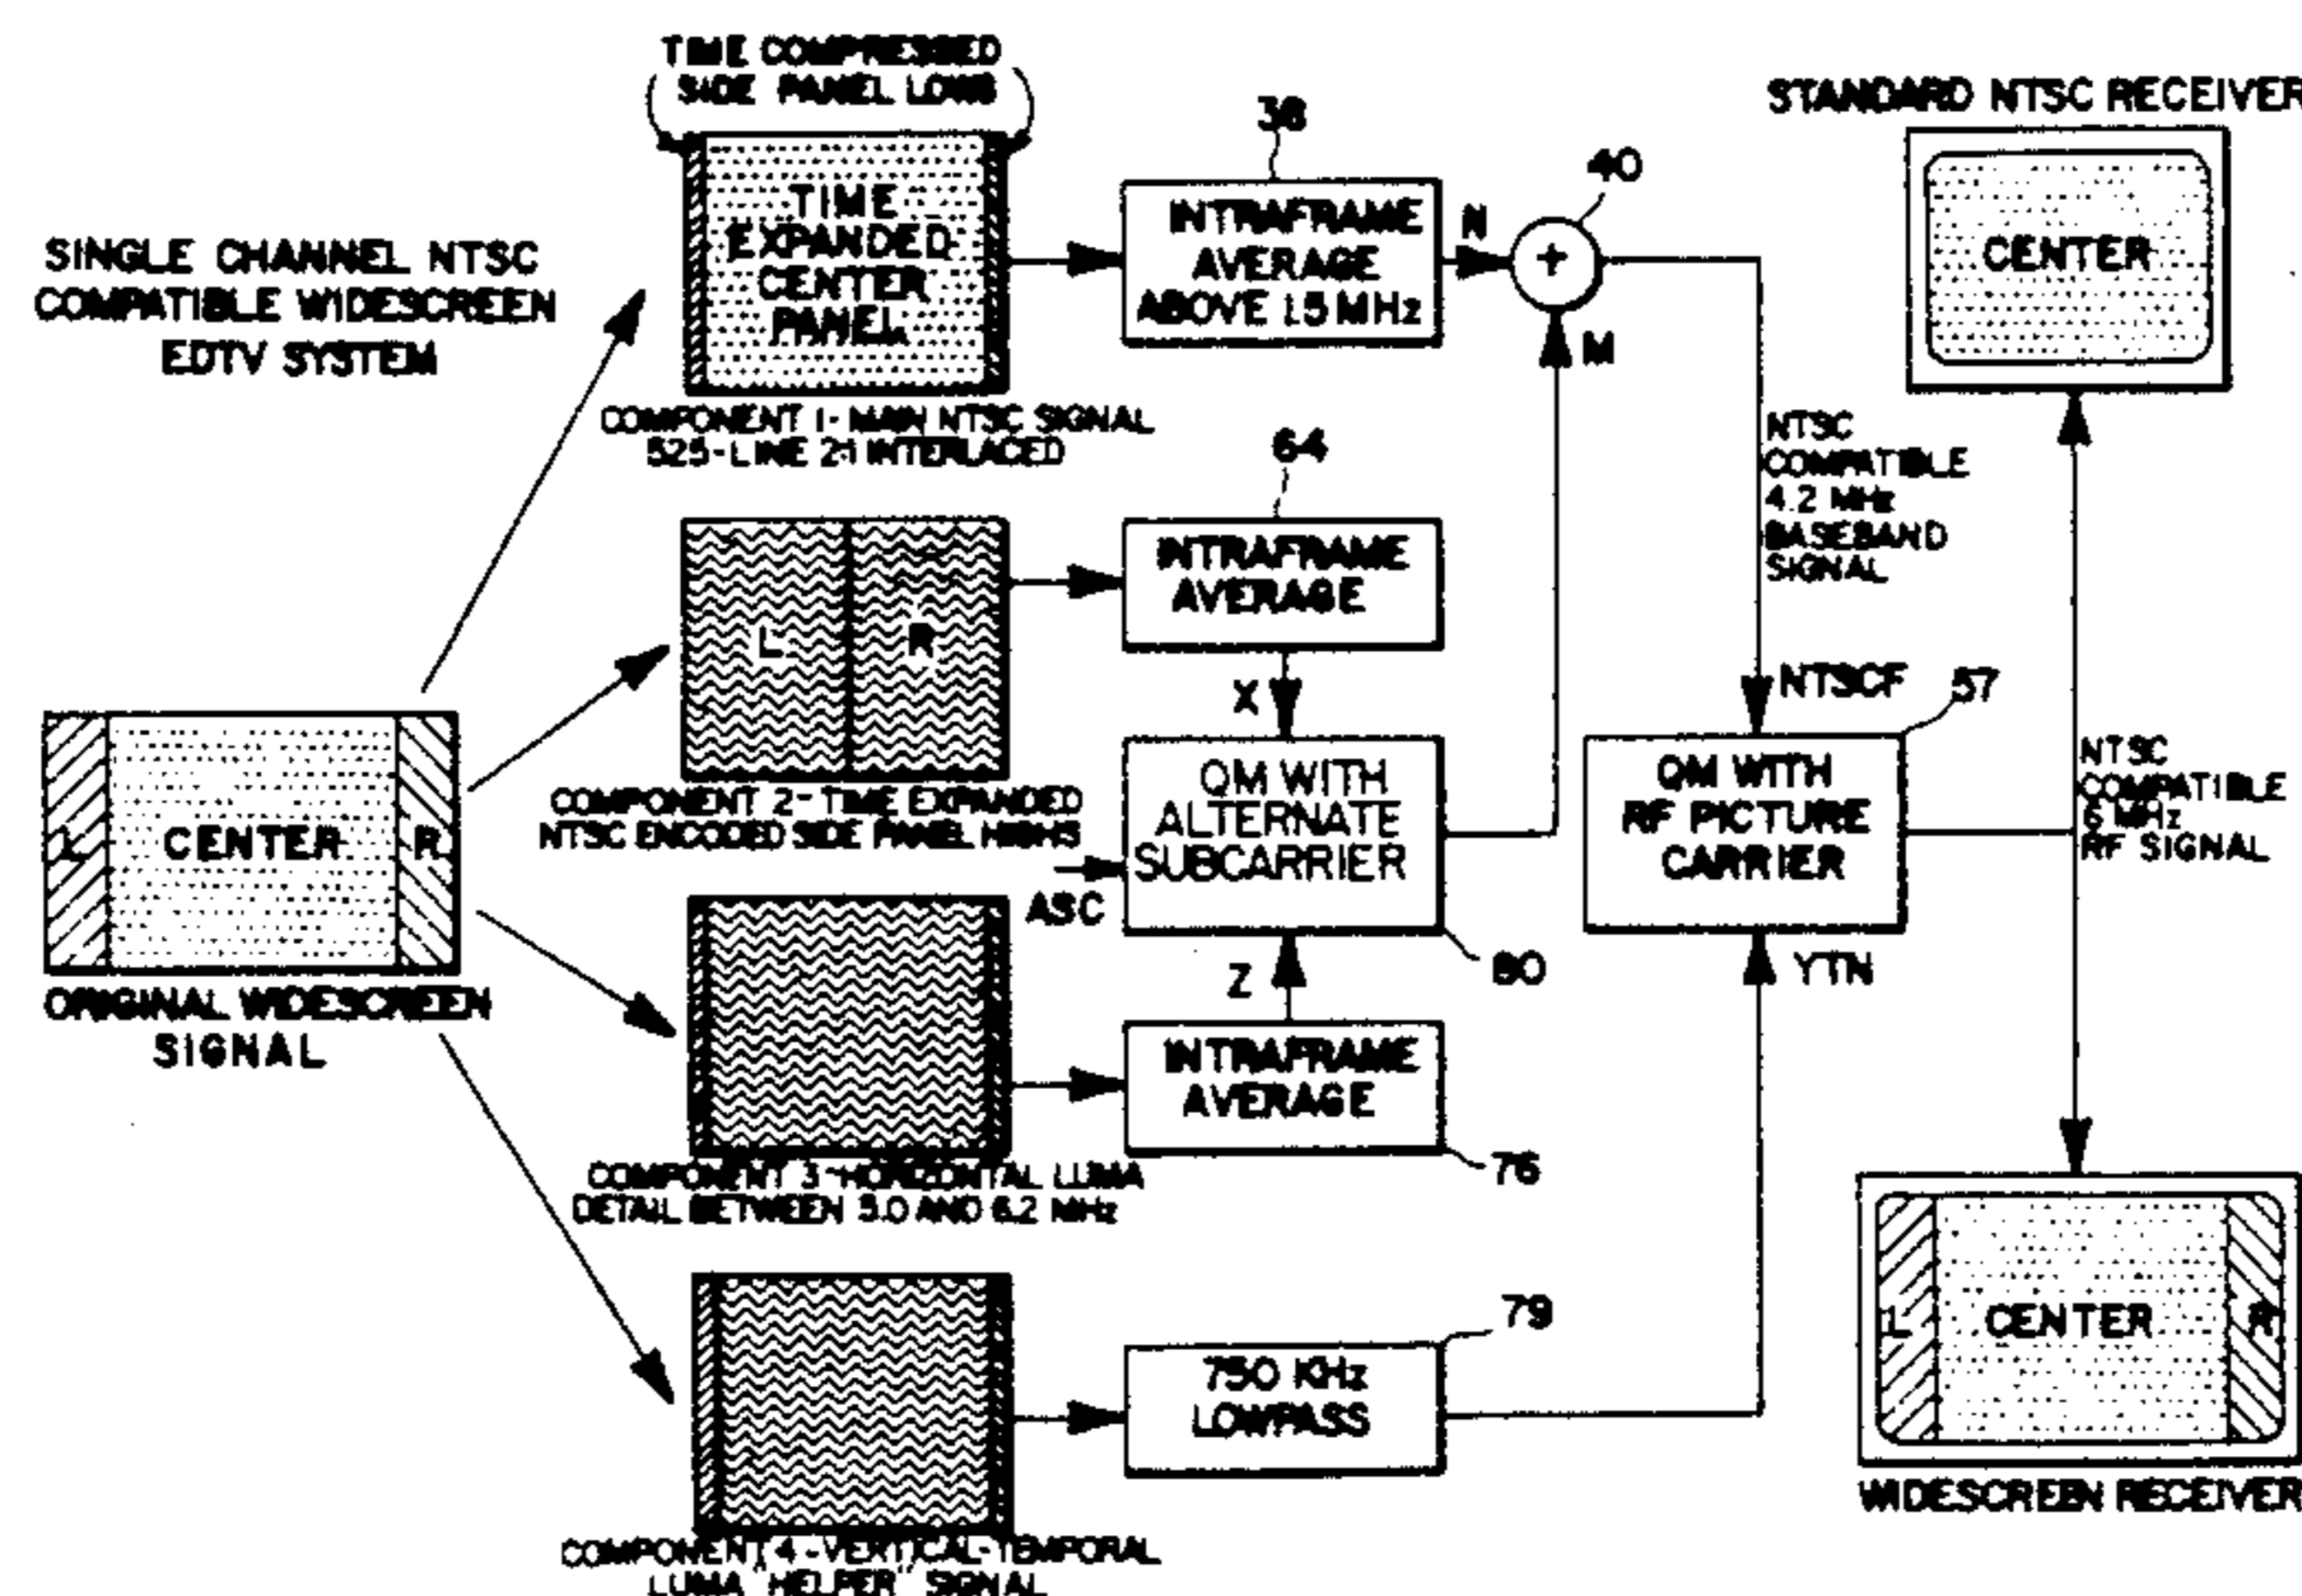 TIME COMPRESSED
SIDE PANEL LOWS
SINGLE CHANNEL NTSC
COMPATIBLE WIDESCREEN
EDTV SYSTEM
TIME
EXPANDED
CENTER
PANEL
COMPONENT 1- MAIN NTSC SIGNAL
525-LINE 2:1 INTERLACED
38
INTRAFRAME
AVERAGE
ABOVE 1.5 MHz
N
40
+
M
STANDARD NTSC RECEIVER
CENTER
NTSC
COMPATIBLE
4.2 MHz
BASEBAND
SIGNAL
L
R
COMPONENT 2- TIME EXPANDED
NTSC ENCODED SIDE PANEL HIGHS
64
INTRAFRAME
AVERAGE
X
QM WITH
ALTERNATE
SUBCARRIER
ASC
80
Z
NTSCF
57
QM WITH
RF PICTURE
CARRIER
YTN
NTSC
COMPATIBLE
6 MHz
RF SIGNAL
L
CENTER
R
ORIGINAL WIDESCREEN
SIGNAL
INTRAFRAME
AVERAGE
76
COMPONENT 3-HORIZONTAL LUMA
DETAIL BETWEEN 5.0 AND 6.2 MHz
79
750 KHz
LOWPASS
COMPONENT 4-VERTICAL-TEMPORAL
LUMA "HELPER" SIGNAL
L
CENTER
R
WIDESCREEN RECEIVER